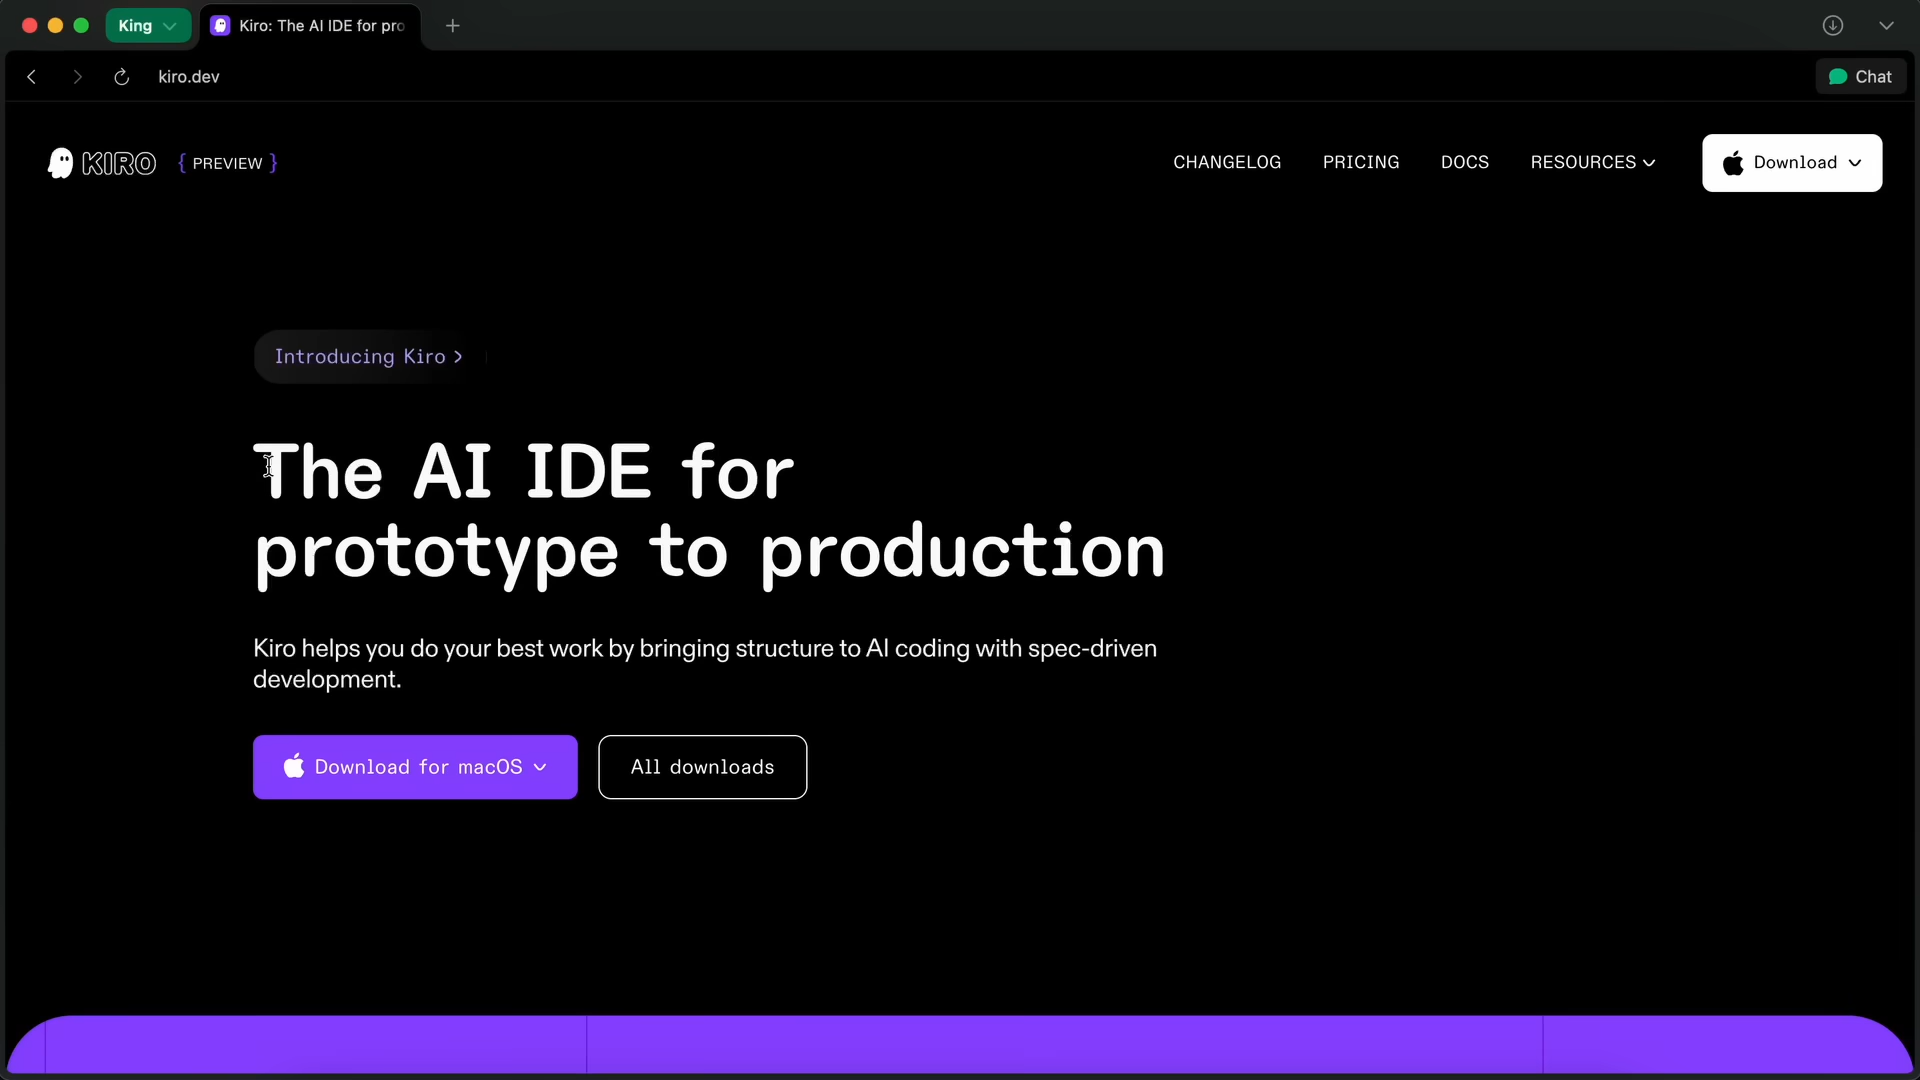 King
Kiro: The AI IDE for pro
kiro.dev
Chat
KIRO
{ PREVIEW }
CHANGELOG
PRICING
DOCS
RESOURCES
Download
Introducing Kiro >
The AI IDE for
prototype to production
Kiro helps you do your best work by bringing structure to AI coding with spec-driven
development.
Download for macOS
All downloads